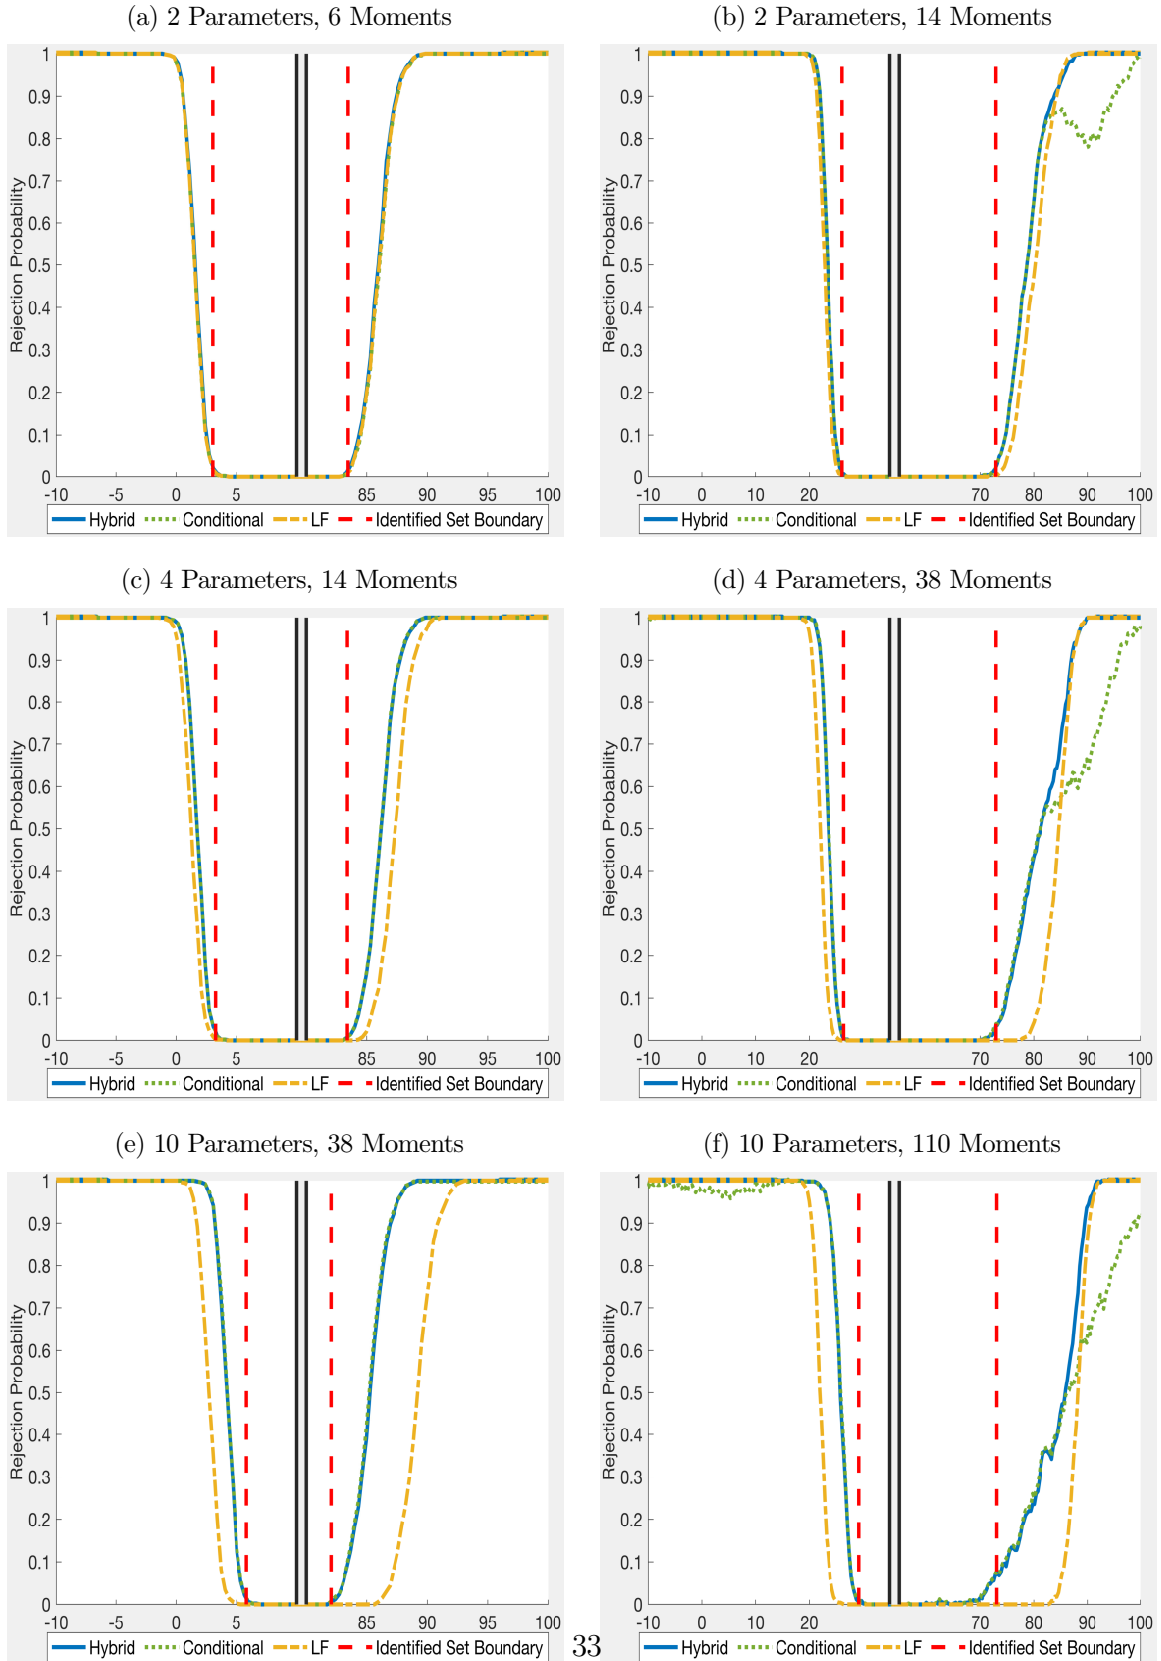 (a) 2 Parameters, 6 Moments
Rejection Probability
1
0.9
0.8
0.7
0.6
0.5
0.4
0.3
0.2
0.1
0
-10 -5 0 5 85 90 95 100
Hybrid Conditional LF Identified Set Boundary
(b) 2 Parameters, 14 Moments
Rejection Probability
1
0.9
0.8
0.7
0.6
0.5
0.4
0.3
0.2
0.1
0
-10 0 10 20 70 80 90 100
Hybrid Conditional LF Identified Set Boundary
(c) 4 Parameters, 14 Moments
Rejection Probability
1
0.9
0.8
0.7
0.6
0.5
0.4
0.3
0.2
0.1
0
-10 -5 0 5 85 90 95 100
Hybrid Conditional LF Identified Set Boundary
(d) 4 Parameters, 38 Moments
Rejection Probability
1
0.9
0.8
0.7
0.6
0.5
0.4
0.3
0.2
0.1
0
-10 0 10 20 70 80 90 100
Hybrid Conditional LF Identified Set Boundary
(e) 10 Parameters, 38 Moments
Rejection Probability
1
0.9
0.8
0.7
0.6
0.5
0.4
0.3
0.2
0.1
0
-10 -5 0 5 85 90 95 100
Hybrid Conditional LF Identified Set Boundary
(f) 10 Parameters, 110 Moments
Rejection Probability
1
0.9
0.8
0.7
0.6
0.5
0.4
0.3
0.2
0.1
0
-10 0 10 20 70 80 90 100
Hybrid Conditional LF Identified Set Boundary
33